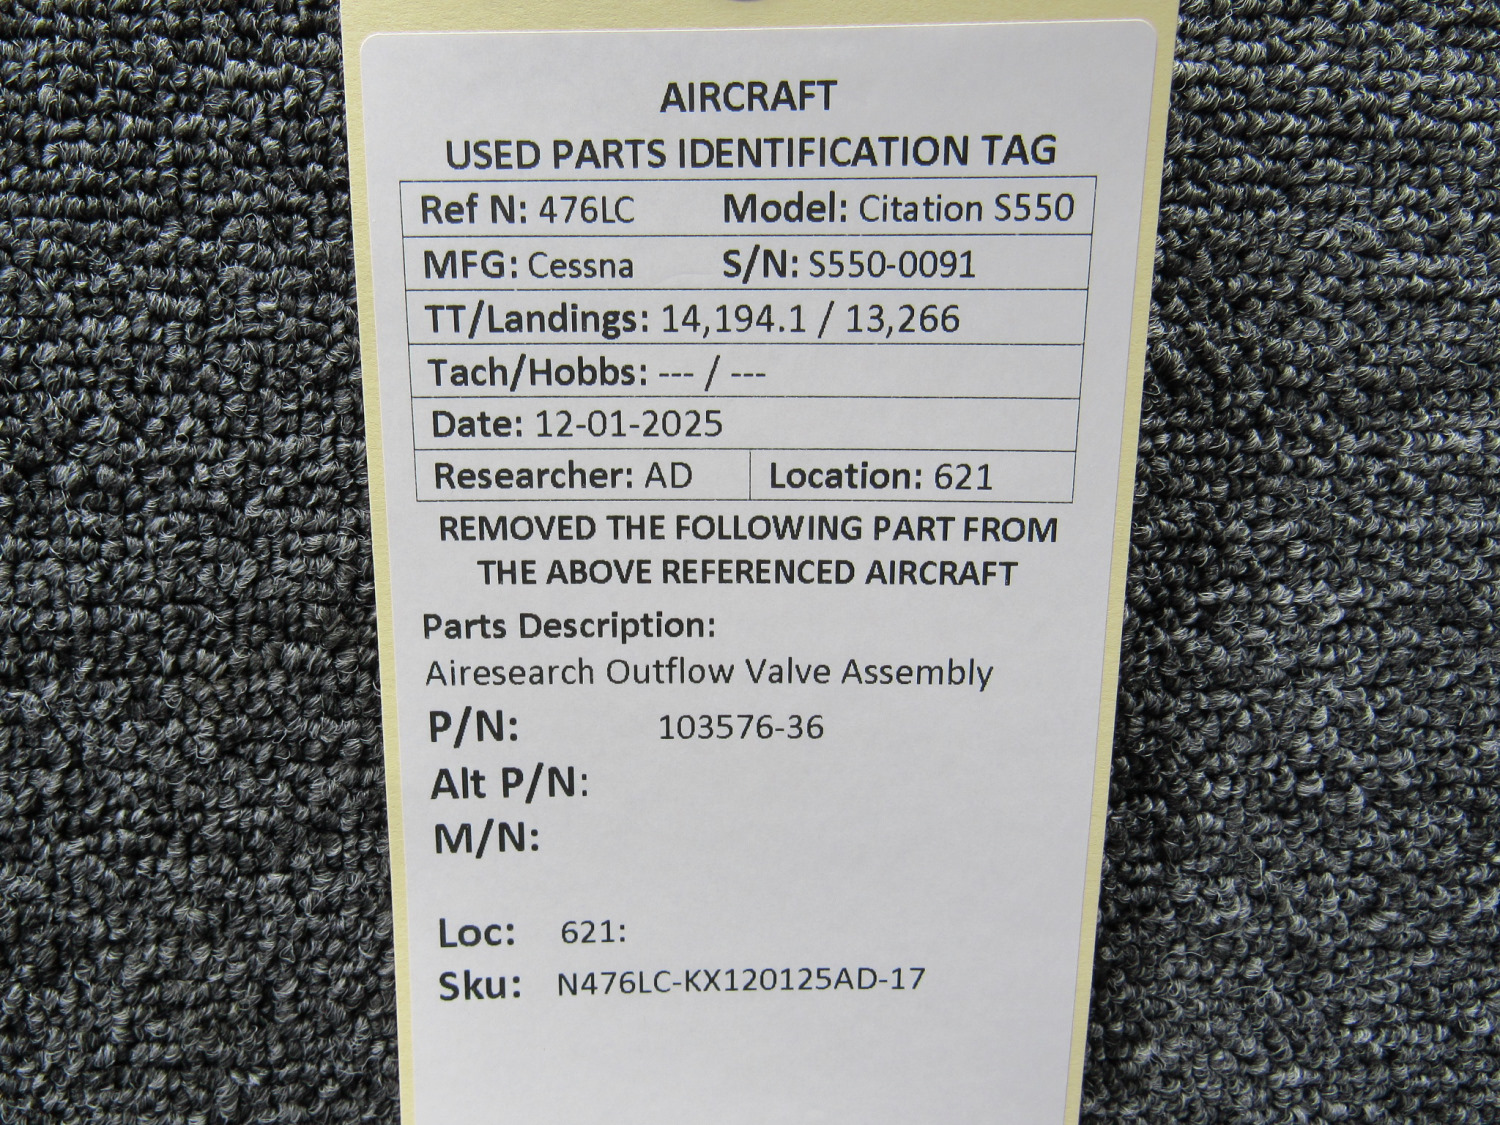 AIRCRAFT
USED PARTS IDENTIFICATION TAG
Ref N: 476LC Model: Citation S550
MFG: Cessna S/N: S550-0091
TT/Landings: 14,194.1 / 13,266
Tach/Hobbs: --- / ---
Date: 12-01-2025
Researcher: AD Location: 621
REMOVED THE FOLLOWING PART FROM
THE ABOVE REFERENCED AIRCRAFT
Parts Description:
Airesearch Outflow Valve Assembly
P/N: 103576-36
Alt P/N:
M/N:
Loc: 621:
Sku: N476LC-KX120125AD-17